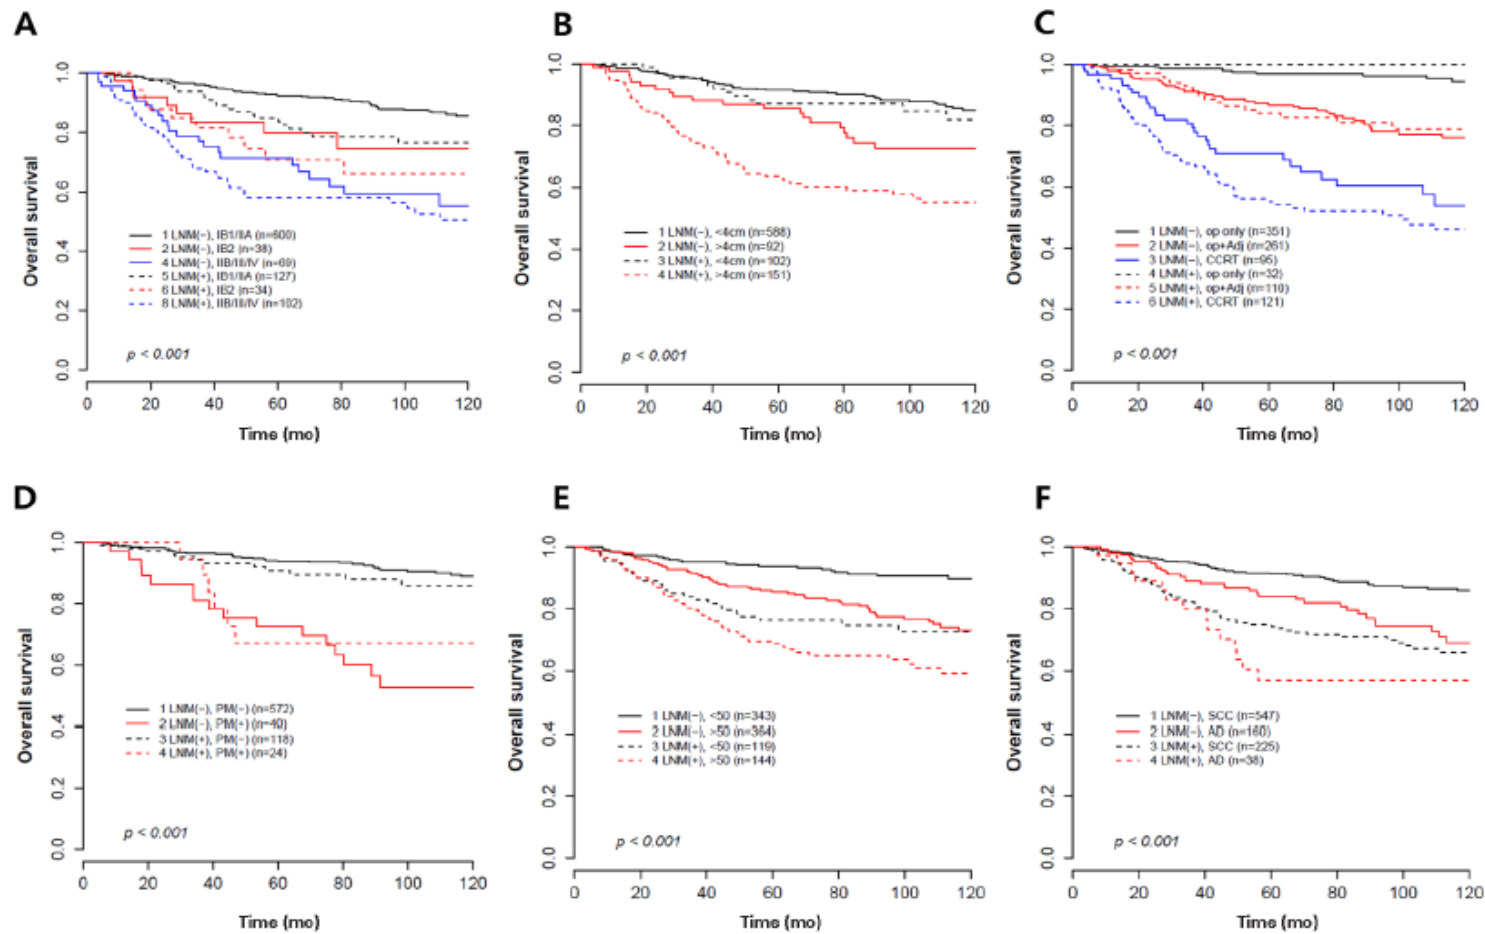 A
Overall survival
1.0
0.8
0.6
0.4
0.2
0.0
1 LNM(−), IB1/IIA (n=600)
2 LNM(−), IB2 (n=38)
4 LNM(−), IIB/III/IV (n=69)
5 LNM(+), IB1/IIA (n=127)
6 LNM(+), IB2 (n=34)
8 LNM(+), IIB/III/IV (n=102)
p < 0.001
0 20 40 60 80 100 120
Time (mo)
B
Overall survival
1.0
0.8
0.6
0.4
0.2
0.0
1 LNM(−), <4cm (n=588)
2 LNM(−), >4cm (n=92)
3 LNM(+), <4cm (n=102)
4 LNM(+), >4cm (n=151)
p < 0.001
0 20 40 60 80 100 120
Time (mo)
C
Overall survival
1.0
0.8
0.6
0.4
0.2
0.0
1 LNM(−), op only (n=351)
2 LNM(−), op+Adj (n=261)
3 LNM(−), CCRT (n=95)
4 LNM(+), op only (n=32)
5 LNM(+), op+Adj (n=110)
6 LNM(+), CCRT (n=121)
p < 0.001
0 20 40 60 80 100 120
Time (mo)
D
Overall survival
1.0
0.8
0.6
0.4
0.2
0.0
1 LNM(−), PM(−) (n=572)
2 LNM(−), PM(+) (n=40)
3 LNM(+), PM(−) (n=118)
4 LNM(+), PM(+) (n=24)
p < 0.001
0 20 40 60 80 100 120
Time (mo)
E
Overall survival
1.0
0.8
0.6
0.4
0.2
0.0
1 LNM(−), <50 (n=343)
2 LNM(−), >50 (n=364)
3 LNM(+), <50 (n=119)
4 LNM(+), >50 (n=144)
p < 0.001
0 20 40 60 80 100 120
Time (mo)
F
Overall survival
1.0
0.8
0.6
0.4
0.2
0.0
1 LNM(−), SCC (n=547)
2 LNM(−), AD (n=160)
3 LNM(+), SCC (n=225)
4 LNM(+), AD (n=38)
p < 0.001
0 20 40 60 80 100 120
Time (mo)